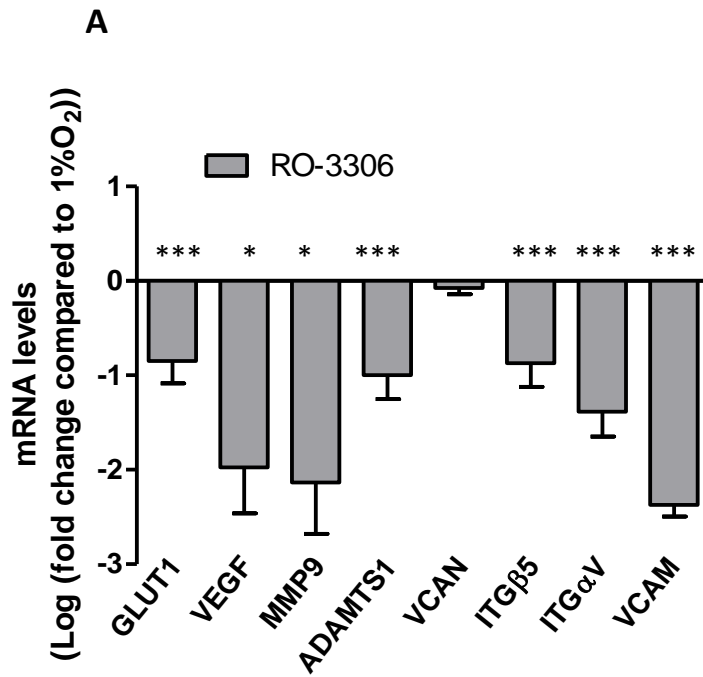 A
RO-3306
mRNA levels
(Log (fold change compared to 1%O₂))
1
*** * * *** *** *** ***
0
-1
-2
-3
GLUT1 VEGF MMP9 ADAMTS1 VCAN ITGβ5 ITGαV VCAM